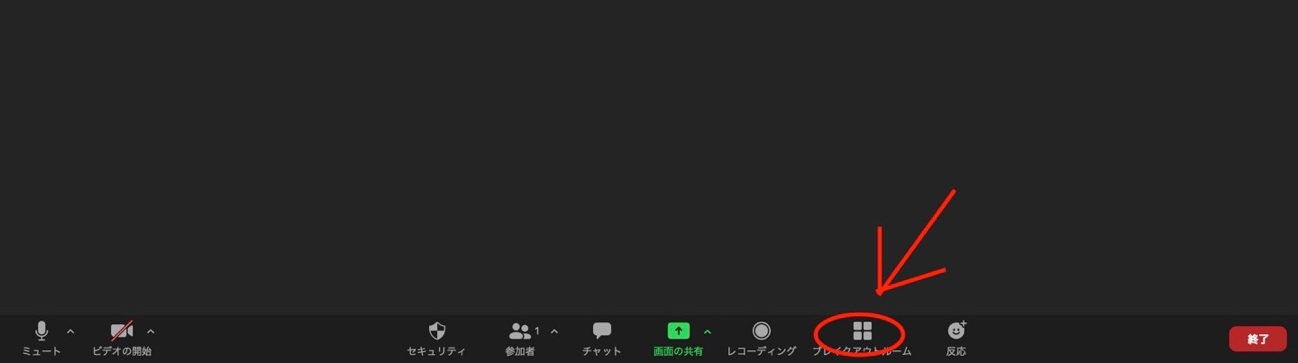 ミュート
ビデオの開始
セキュリティ
1
参加者
チャット
画面の共有
レコーディング
ブレイクアウトルーム
反応
終了